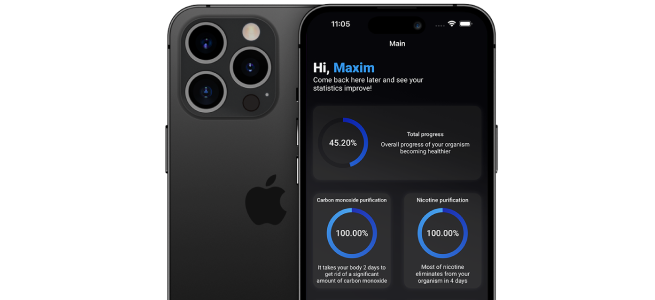 11:05
Main
Hi, Maxim
Come back here later and see your
statistics improve!
45.20%
Total progress
Overall progress of your organism
becoming healthier
Carbon monoxide purification
100.00%
It takes your body 2 days to
get rid of a significant
amount of carbon monoxide
Nicotine purification
100.00%
Most of nicotine
eliminates from your
organism in 4 days